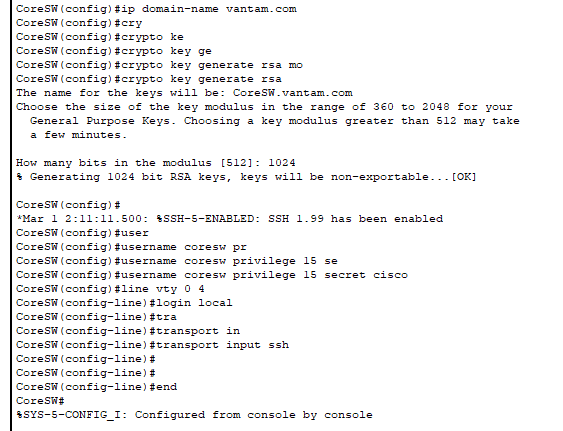 CoreSW(config)#ip domain-name vantam.com
CoreSW(config)#cry
CoreSW(config)#crypto ke
CoreSW(config)#crypto key ge
CoreSW(config)#crypto key generate rsa mo
CoreSW(config)#crypto key generate rsa
The name for the keys will be: CoreSW.vantam.com
Choose the size of the key modulus in the range of 360 to 2048 for your
General Purpose Keys. Choosing a key modulus greater than 512 may take
a few minutes.
How many bits in the modulus [512]: 1024
% Generating 1024 bit RSA keys, keys will be non-exportable...[OK]
CoreSW(config)#
*Mar 1 2:11:11.500: %SSH-5-ENABLED: SSH 1.99 has been enabled
CoreSW(config)#user
CoreSW(config)#username coresw pr
CoreSW(config)#username coresw privilege 15 se
CoreSW(config)#username coresw privilege 15 secret cisco
CoreSW(config)#line vty 0 4
CoreSW(config-line)#login local
CoreSW(config-line)#tra
CoreSW(config-line)#transport in
CoreSW(config-line)#transport input ssh
CoreSW(config-line)#
CoreSW(config-line)#
CoreSW(config-line)#end
CoreSW#
%SYS-5-CONFIG_I: Configured from console by console